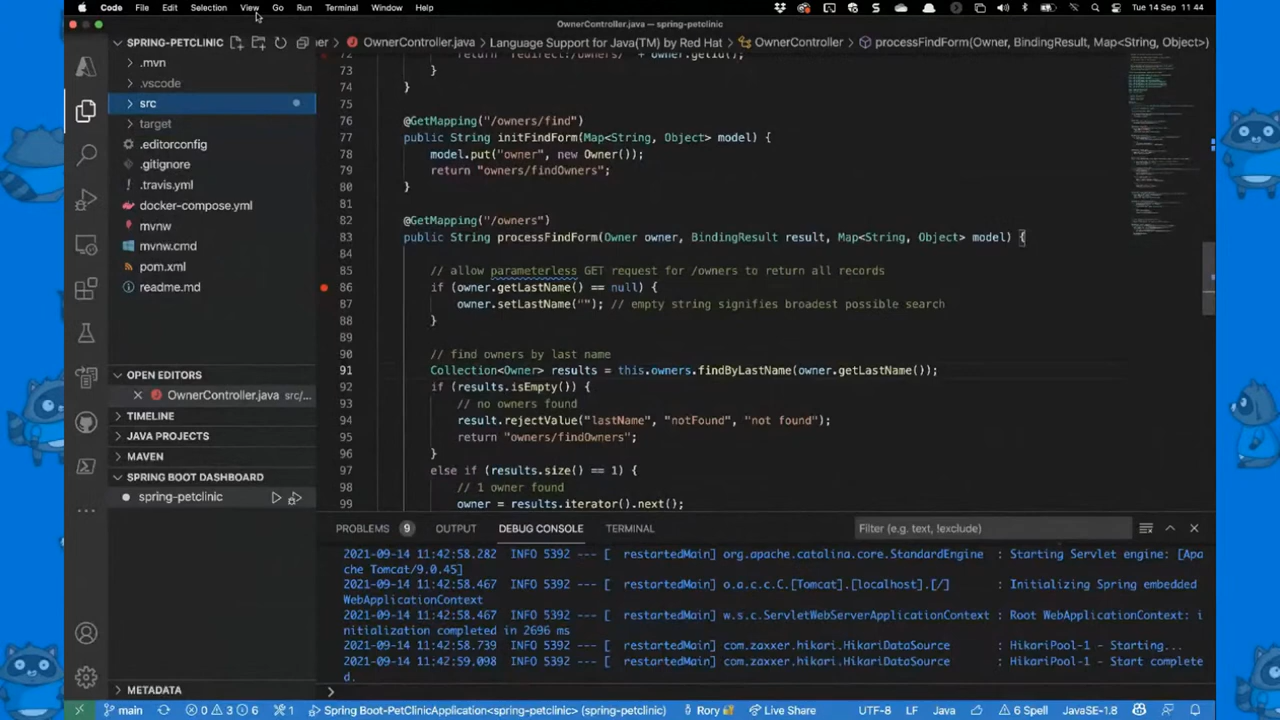 Code File Edit Selection View Go Run Terminal Window Help Tue 14 Sep 11 44
OwnerController.java — spring-petclinic
SPRING-PETCLINIC
.mvn
.vscode
src
target
.editorconfig
.gitignore
.travis.yml
docker-compose.yml
mvnw
mvnw.cmd
pom.xml
readme.md
OPEN EDITORS
OwnerController.java src/...
TIMELINE
JAVA PROJECTS
MAVEN
SPRING BOOT DASHBOARD
spring-petclinic
METADATA
ner OwnerController.java Language Support for Java(TM) by Red Hat OwnerController processFindForm(Owner, BindingResult, Map<String, Object>)
72 return "redirect:/owners/" + owner.getId();
73 }
74 }
75
76 @GetMapping("/owners/find")
77 public String initFindForm(Map<String, Object> model) {
78 model.put("owner", new Owner());
79 return "owners/findOwners";
80 }
81
82 @GetMapping("/owners")
83 public String processFindForm(Owner owner, BindingResult result, Map<String, Object> model) {
84
85 // allow parameterless GET request for /owners to return all records
86 if (owner.getLastName() == null) {
87 owner.setLastName(""); // empty string signifies broadest possible search
88 }
89
90 // find owners by last name
91 Collection<Owner> results = this.owners.findByLastName(owner.getLastName());
92 if (results.isEmpty()) {
93 // no owners found
94 result.rejectValue("lastName", "notFound", "not found");
95 return "owners/findOwners";
96 }
97 else if (results.size() == 1) {
98 // 1 owner found
99 owner = results.iterator().next();
PROBLEMS 9 OUTPUT DEBUG CONSOLE TERMINAL Filter (e.g. text, !exclude)
2021-09-14 11:42:58.282 INFO 5392 --- [ restartedMain] org.apache.catalina.core.StandardEngine : Starting Servlet engine: [Apa
che Tomcat/9.0.45]
2021-09-14 11:42:58.467 INFO 5392 --- [ restartedMain] o.a.c.c.C.[Tomcat].[localhost].[/] : Initializing Spring embedded
WebApplicationContext
2021-09-14 11:42:58.467 INFO 5392 --- [ restartedMain] w.s.c.ServletWebServerApplicationContext : Root WebApplicationContext: i
nitialization completed in 2696 ms
2021-09-14 11:42:58.739 INFO 5392 --- [ restartedMain] com.zaxxer.hikari.HikariDataSource : HikariPool-1 - Starting...
2021-09-14 11:42:59.098 INFO 5392 --- [ restartedMain] com.zaxxer.hikari.HikariDataSource : HikariPool-1 - Start complete
d.
main 0 3 6 1 Spring Boot-PetClinicApplication<spring-petclinic> (spring-petclinic) Rory Live Share UTF-8 LF Java 6 Spell JavaSE-1.8